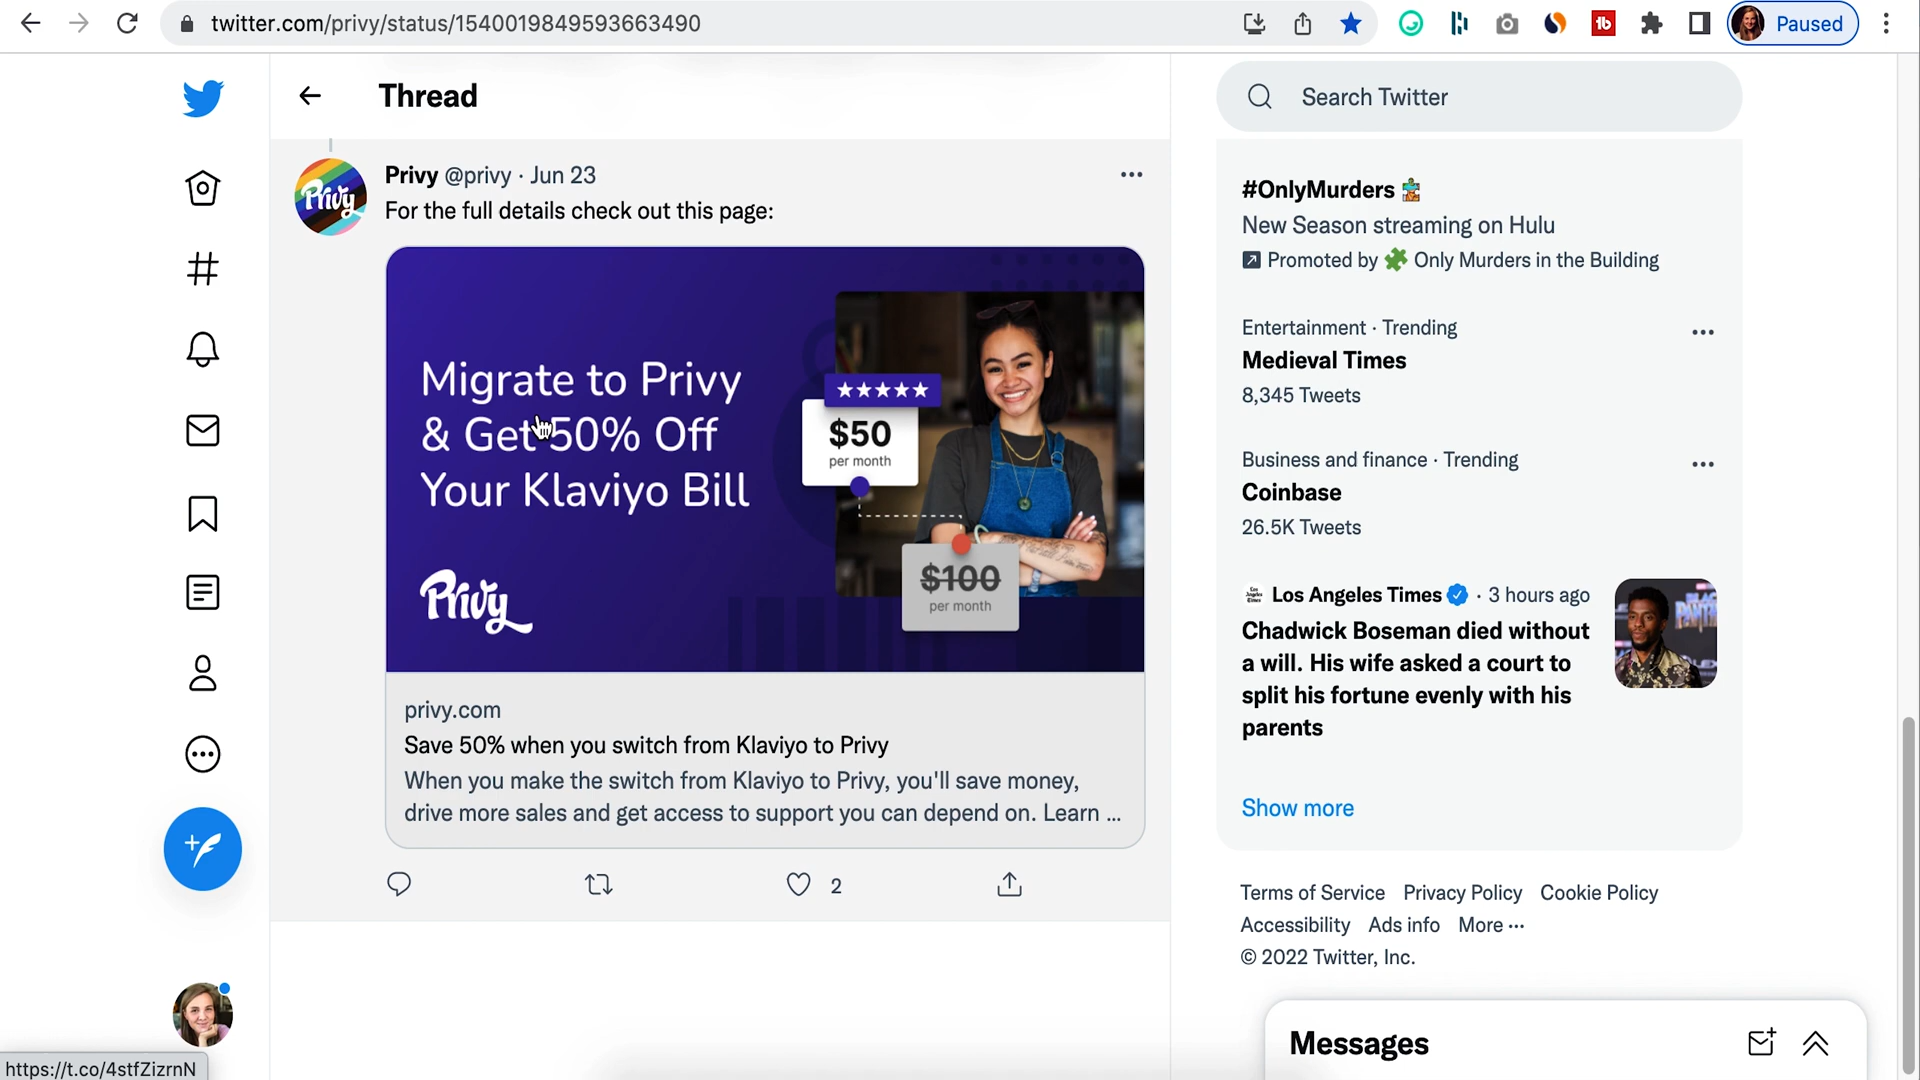 twitter.com/privy/status/1540019849593663490
Paused
Thread
Search Twitter
Privy @privy · Jun 23
For the full details check out this page:
Migrate to Privy
& Get 50% Off
Your Klaviyo Bill
Privy
★★★★★
$50
per month
$100
per month
privy.com
Save 50% when you switch from Klaviyo to Privy
When you make the switch from Klaviyo to Privy, you'll save money,
drive more sales and get access to support you can depend on. Learn ...
2
#OnlyMurders
New Season streaming on Hulu
Promoted by Only Murders in the Building
Entertainment · Trending
Medieval Times
8,345 Tweets
Business and finance · Trending
Coinbase
26.5K Tweets
Los Angeles Times · 3 hours ago
Chadwick Boseman died without
a will. His wife asked a court to
split his fortune evenly with his
parents
Show more
Terms of Service Privacy Policy Cookie Policy
Accessibility Ads info More ···
© 2022 Twitter, Inc.
Messages
https://t.co/4stfZizrnN